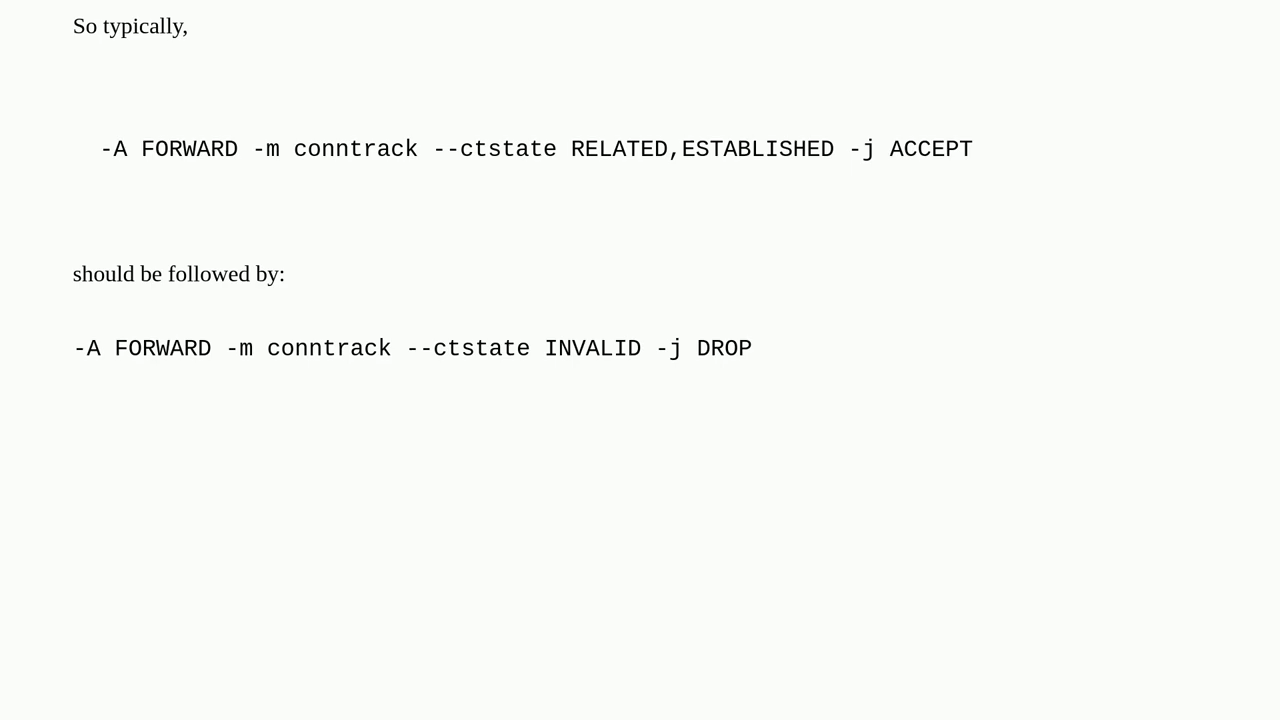 So typically,
-A FORWARD -m conntrack --ctstate RELATED,ESTABLISHED -j ACCEPT
should be followed by:
-A FORWARD -m conntrack --ctstate INVALID -j DROP